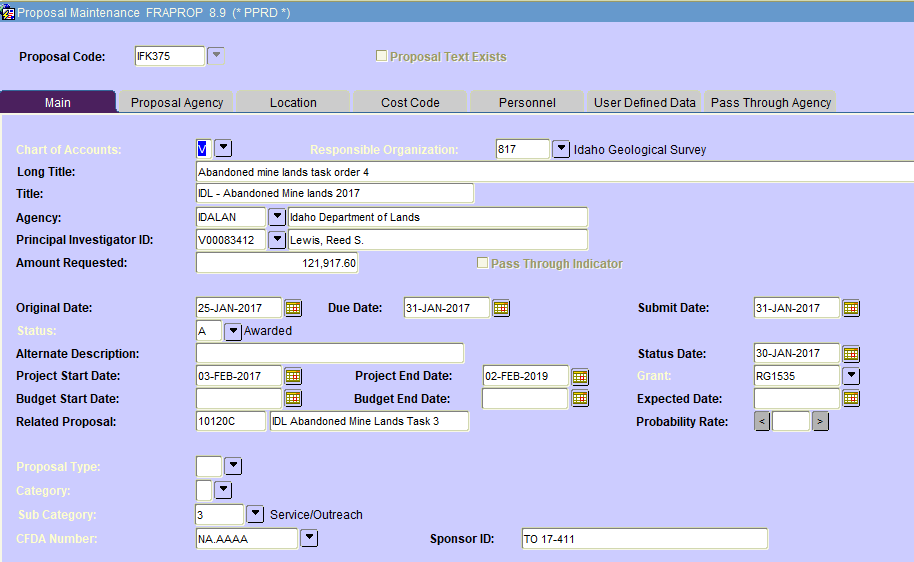 Proposal Maintenance FRAPROP 8.9 (* PPRD *)
Proposal Code: IFK375 Proposal Text Exists
Main Proposal Agency Location Cost Code Personnel User Defined Data Pass Through Agency
Chart of Accounts: V Responsible Organization: 817 Idaho Geological Survey
Long Title: Abandoned mine lands task order 4
Title: IDL - Abandoned Mine lands 2017
Agency: IDALAN Idaho Department of Lands
Principal Investigator ID: V00083412 Lewis, Reed S.
Amount Requested: 121,917.60 Pass Through Indicator
Original Date: 25-JAN-2017 Due Date: 31-JAN-2017 Submit Date: 31-JAN-2017
Status: A Awarded
Alternate Description: Status Date: 30-JAN-2017
Project Start Date: 03-FEB-2017 Project End Date: 02-FEB-2019 Grant: RG1535
Budget Start Date: Budget End Date: Expected Date:
Related Proposal: 10120C IDL Abandoned Mine Lands Task 3 Probability Rate: < >
Proposal Type:
Category:
Sub Category: 3 Service/Outreach
CFDA Number: NA.AAAA Sponsor ID: TO 17-411